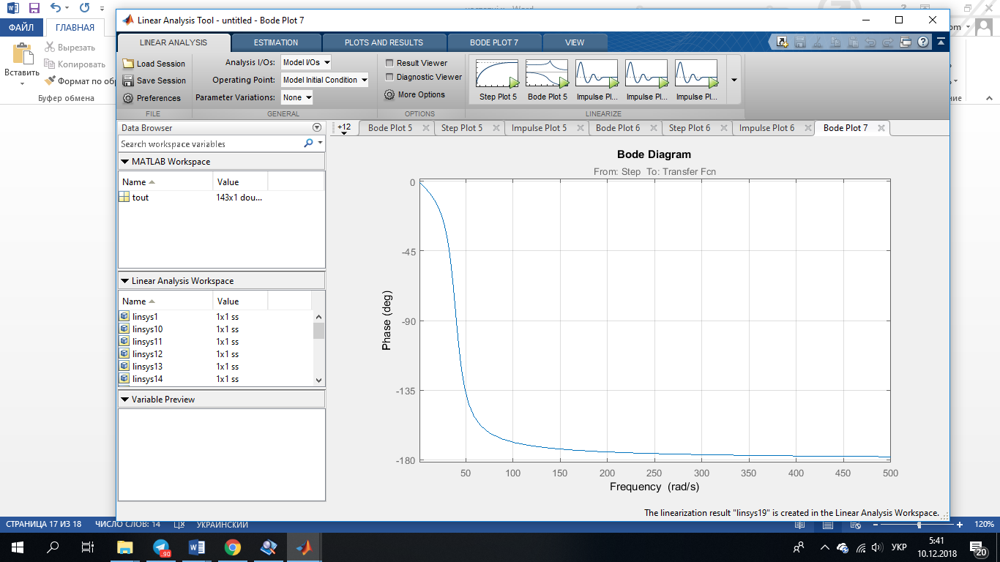 Linear Analysis Tool - untitled - Bode Plot 7
ФАЙЛ
ГЛАВНАЯ
Вырезать
Копировать
Формат по об
Вставить
Буфер обмена
LINEAR ANALYSIS
ESTIMATION
PLOTS AND RESULTS
BODE PLOT 7
VIEW
Load Session
Save Session
Preferences
FILE
Analysis I/Os:
Model I/Os
Operating Point:
Model Initial Condition
Parameter Variations:
None
GENERAL
Result Viewer
Diagnostic Viewer
More Options
OPTIONS
Step Plot 5
Bode Plot 5
Impulse Pl...
Impulse Pl...
Impulse Pl...
LINEARIZE
Data Browser
Search workspace variables
MATLAB Workspace
Name
Value
tout
143x1 dou...
Linear Analysis Workspace
Name
Value
linsys1
1x1 ss
linsys10
1x1 ss
linsys11
1x1 ss
linsys12
1x1 ss
linsys13
1x1 ss
linsys14
1x1 ss
Variable Preview
+12
Bode Plot 5
Step Plot 5
Impulse Plot 5
Bode Plot 6
Step Plot 6
Impulse Plot 6
Bode Plot 7
Bode Diagram
From: Step To: Transfer Fcn
Phase (deg)
0
-45
-90
-135
-180
50
100
150
200
250
300
350
400
450
500
Frequency (rad/s)
The linearization result "linsys19" is created in the Linear Analysis Workspace.
СТРАНИЦА 17 ИЗ 18
ЧИСЛО СЛОВ: 14
УКРАИНСКИЙ
120%
90
УКР
5:41
10.12.2018
20